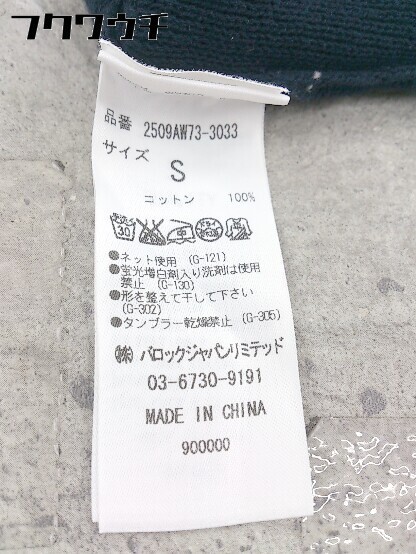 フクワウチ
品番 2509AW73-3033
サイズ
S
コットン 100%
30
●ネット使用 (G-121)
●蛍光増白剤入り洗剤は使用
禁止 (G-130)
●形を整えて干して下さい
(G-302)
●タンブラー乾燥禁止 (G-305)
㈱ バロックジャパンリミテッド
03-6730-9191
MADE IN CHINA
900000